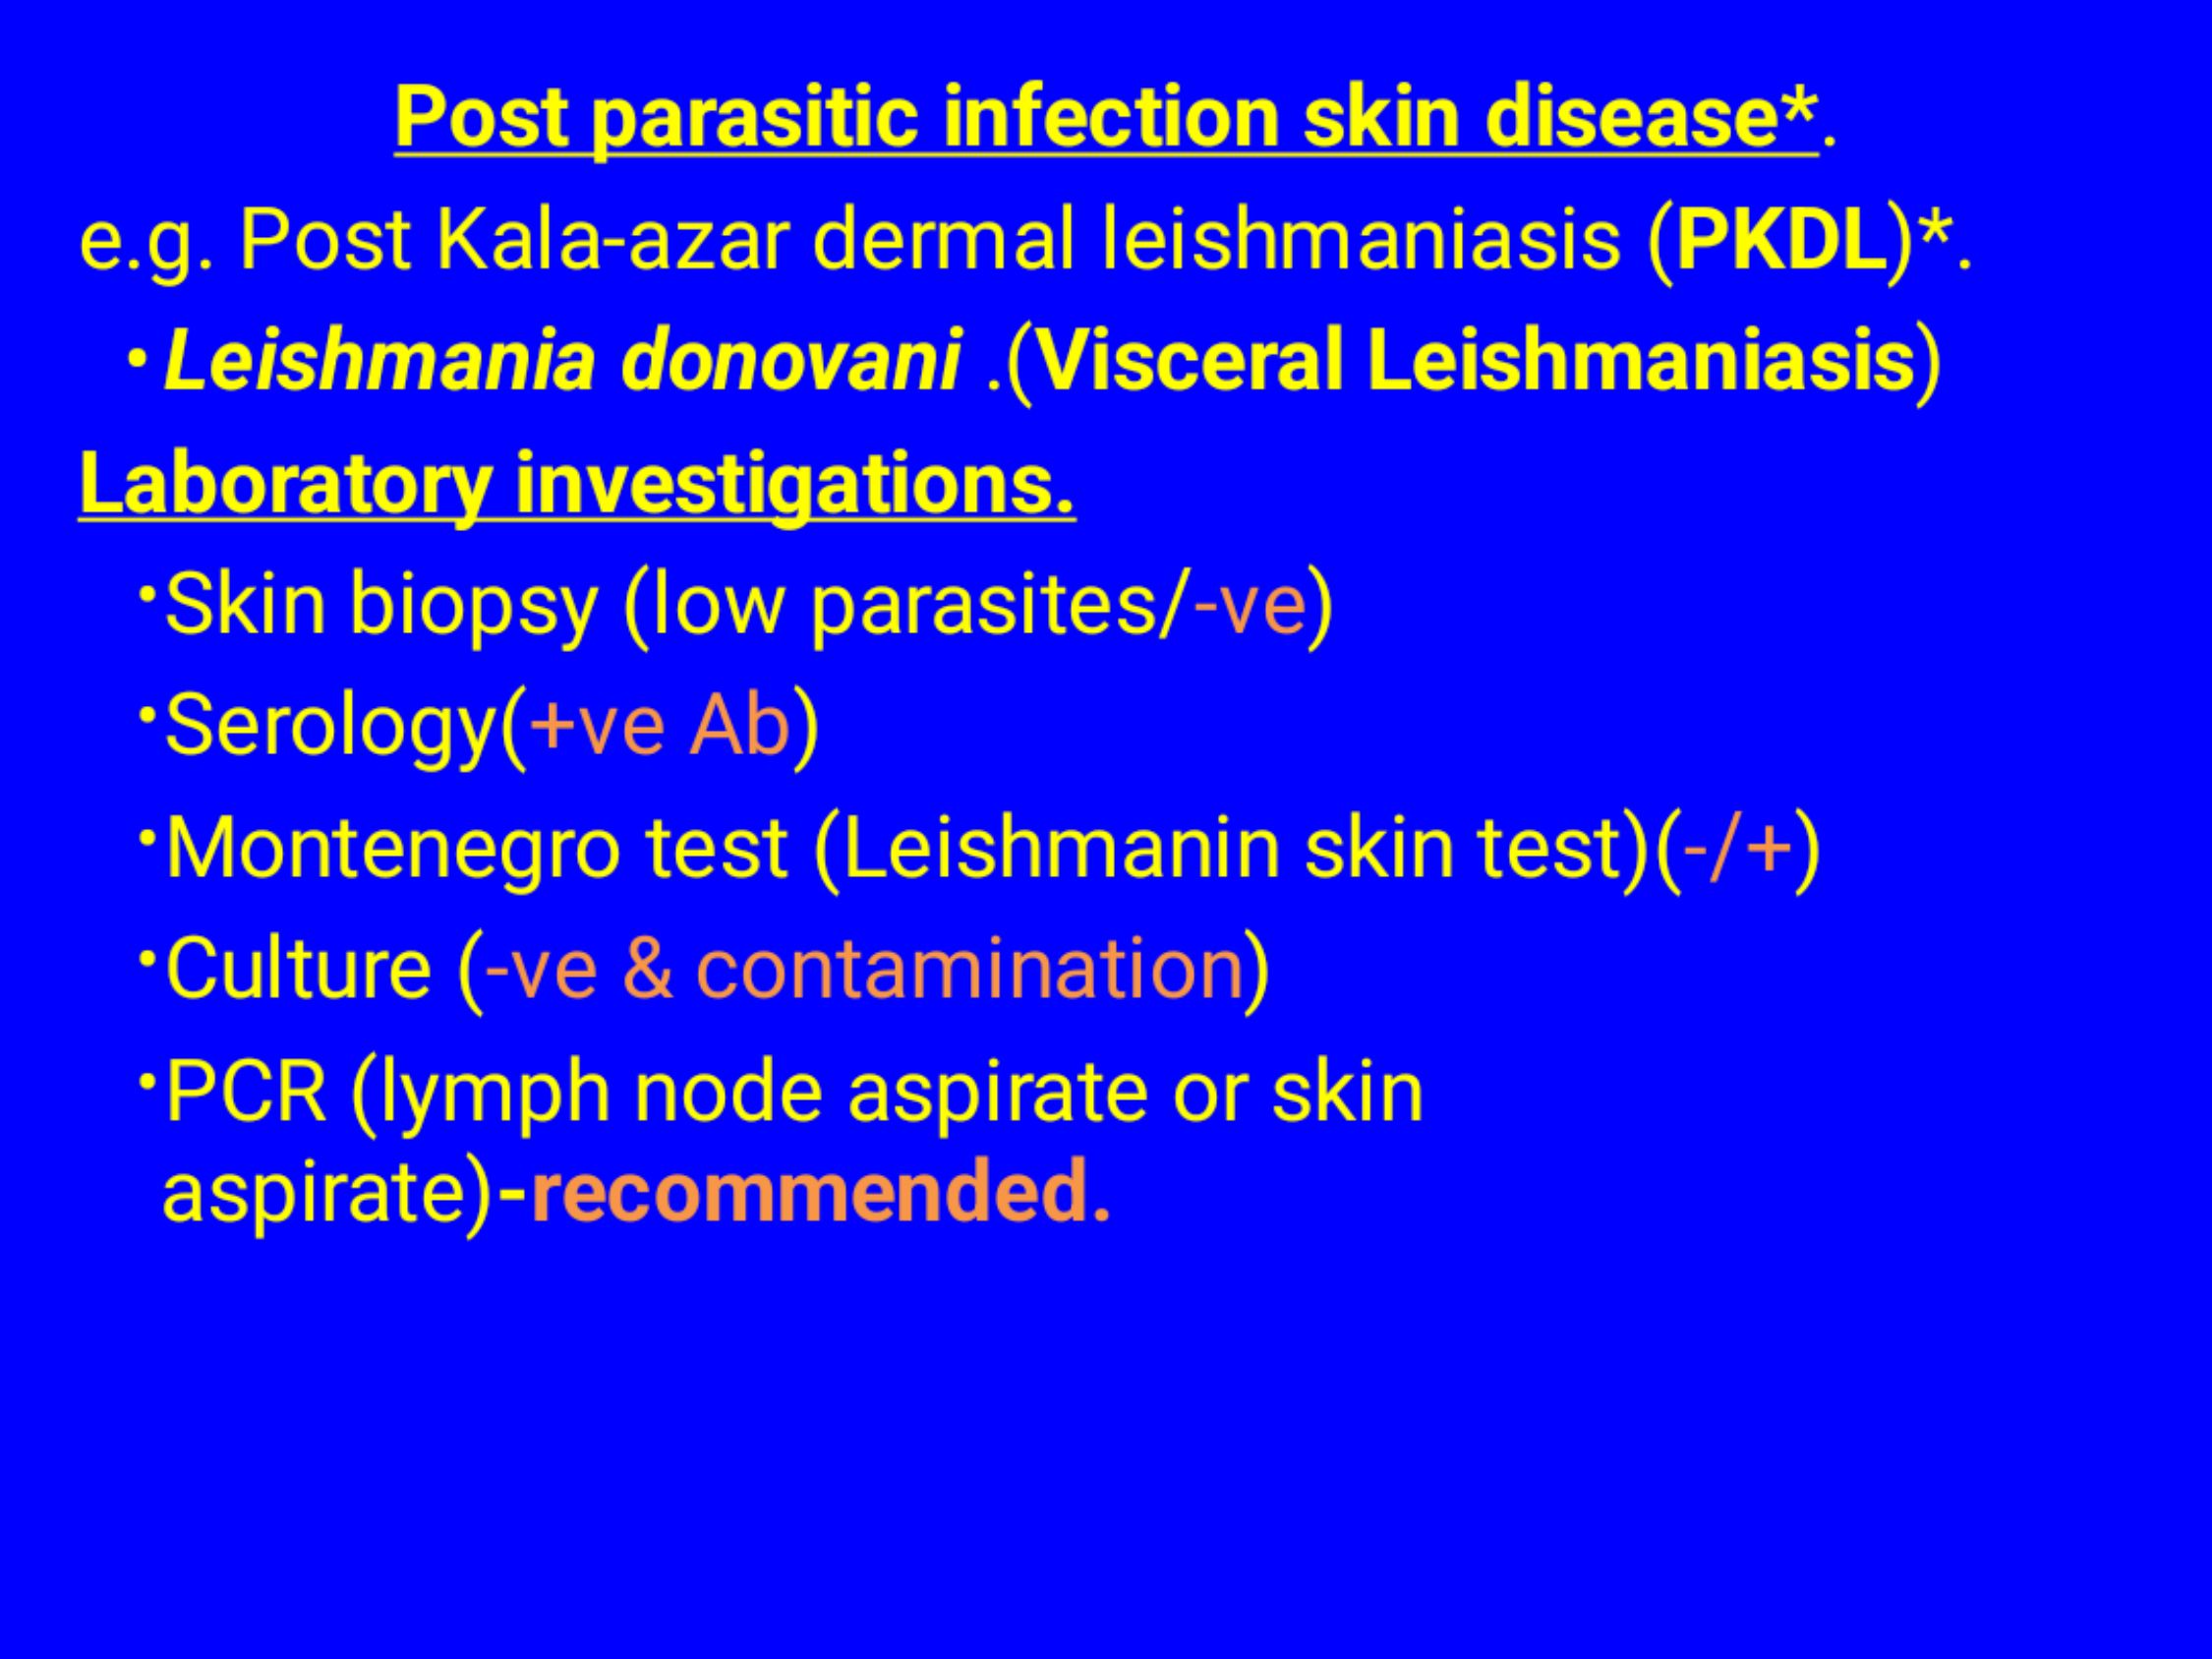 Post parasitic infection skin disease*.
e.g. Post Kala-azar dermal leishmaniasis (PKDL)*.
• Leishmania donovani .(Visceral Leishmaniasis)
Laboratory investigations.
•Skin biopsy (low parasites/-ve)
•Serology(+ve Ab)
•Montenegro test (Leishmanin skin test)(-/+)
•Culture (-ve & contamination)
•PCR (lymph node aspirate or skin
aspirate)-recommended.